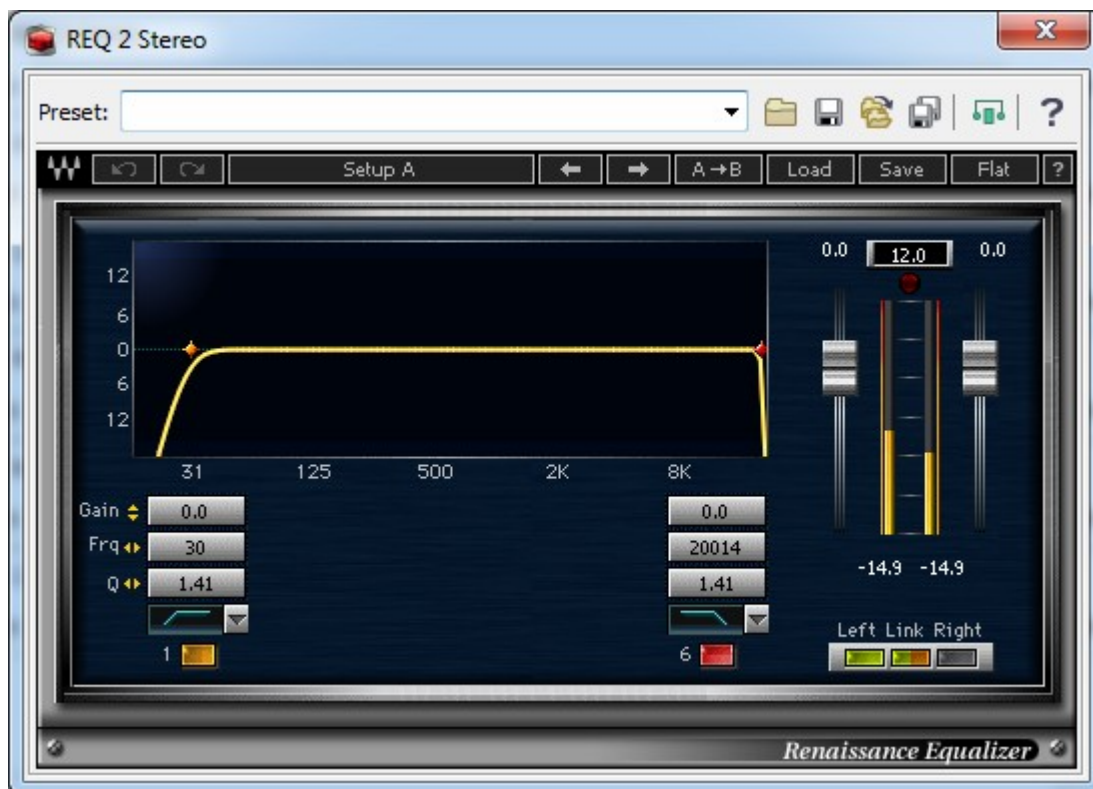 REQ 2 Stereo
Preset:
Setup A A→B Load Save Flat ?
0.0 12.0 0.0
12
6
0
6
12
31 125 500 2K 8K
Gain 0.0 0.0
Frq 30 20014
Q 1.41 1.41
-14.9 -14.9
Left Link Right
1 6
Renaissance Equalizer